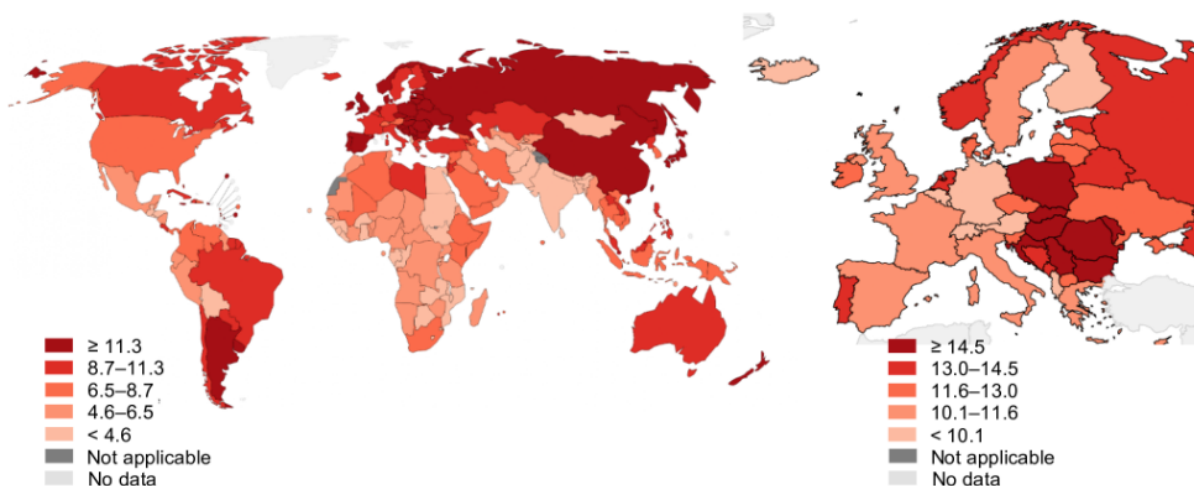 ≥ 11.3
8.7–11.3
6.5–8.7
4.6–6.5
< 4.6
Not applicable
No data
≥ 14.5
13.0–14.5
11.6–13.0
10.1–11.6
< 10.1
Not applicable
No data